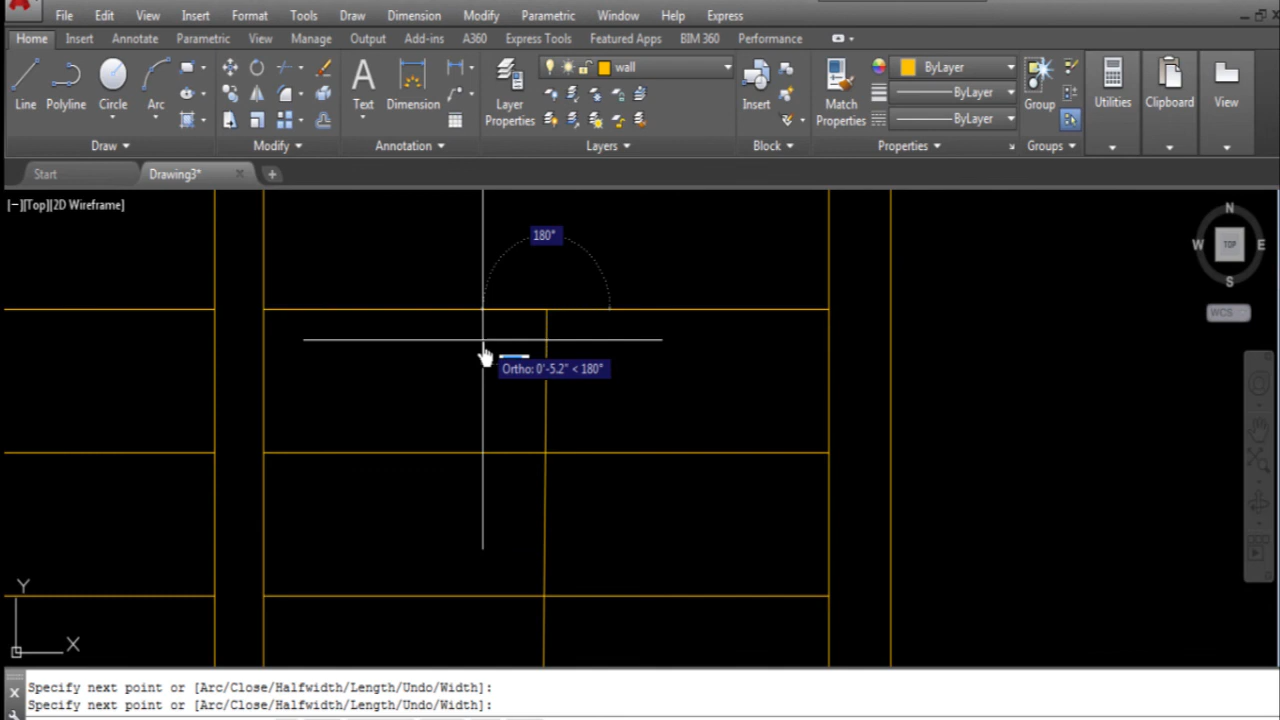 File Edit View Insert Format Tools Draw Dimension Modify Parametric Window Help Express
Home Insert Annotate Parametric View Manage Output Add-ins A360 Express Tools Featured Apps BIM 360 Performance
wall ByLayer
ByLayer
ByLayer
Line Polyline Circle Arc Text Dimension Layer Properties Insert Match Properties Group Utilities Clipboard View
Draw Modify Annotation Layers Block Properties Groups
Start Drawing3*
[−][Top][2D Wireframe]
N
W TOP E
S
WCS
180°
Ortho: 0'-5.2" < 180°
Y
X
Specify next point or [Arc/Close/Halfwidth/Length/Undo/Width]:
Specify next point or [Arc/Close/Halfwidth/Length/Undo/Width]: